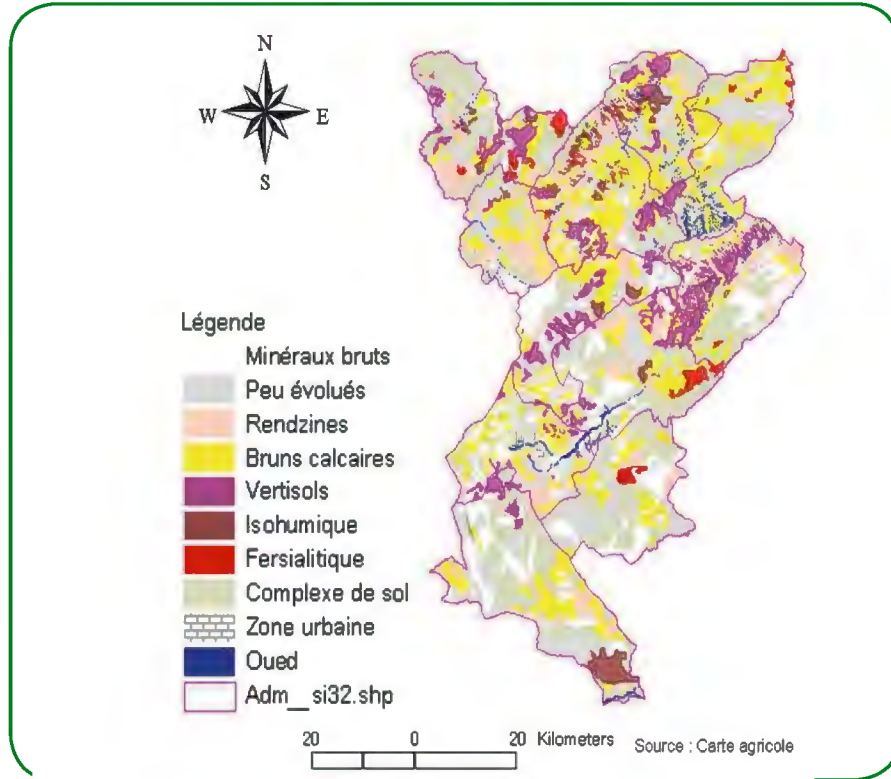 N
W E
S
Légende
Minéraux bruts
Peu évolués
Rendzines
Bruns calcaires
Vertisols
Isohumique
Fersialitique
Complexe de sol
Zone urbaine
Oued
Adm__si32.shp
20 0 20 Kilometers
Source : Carte agricole